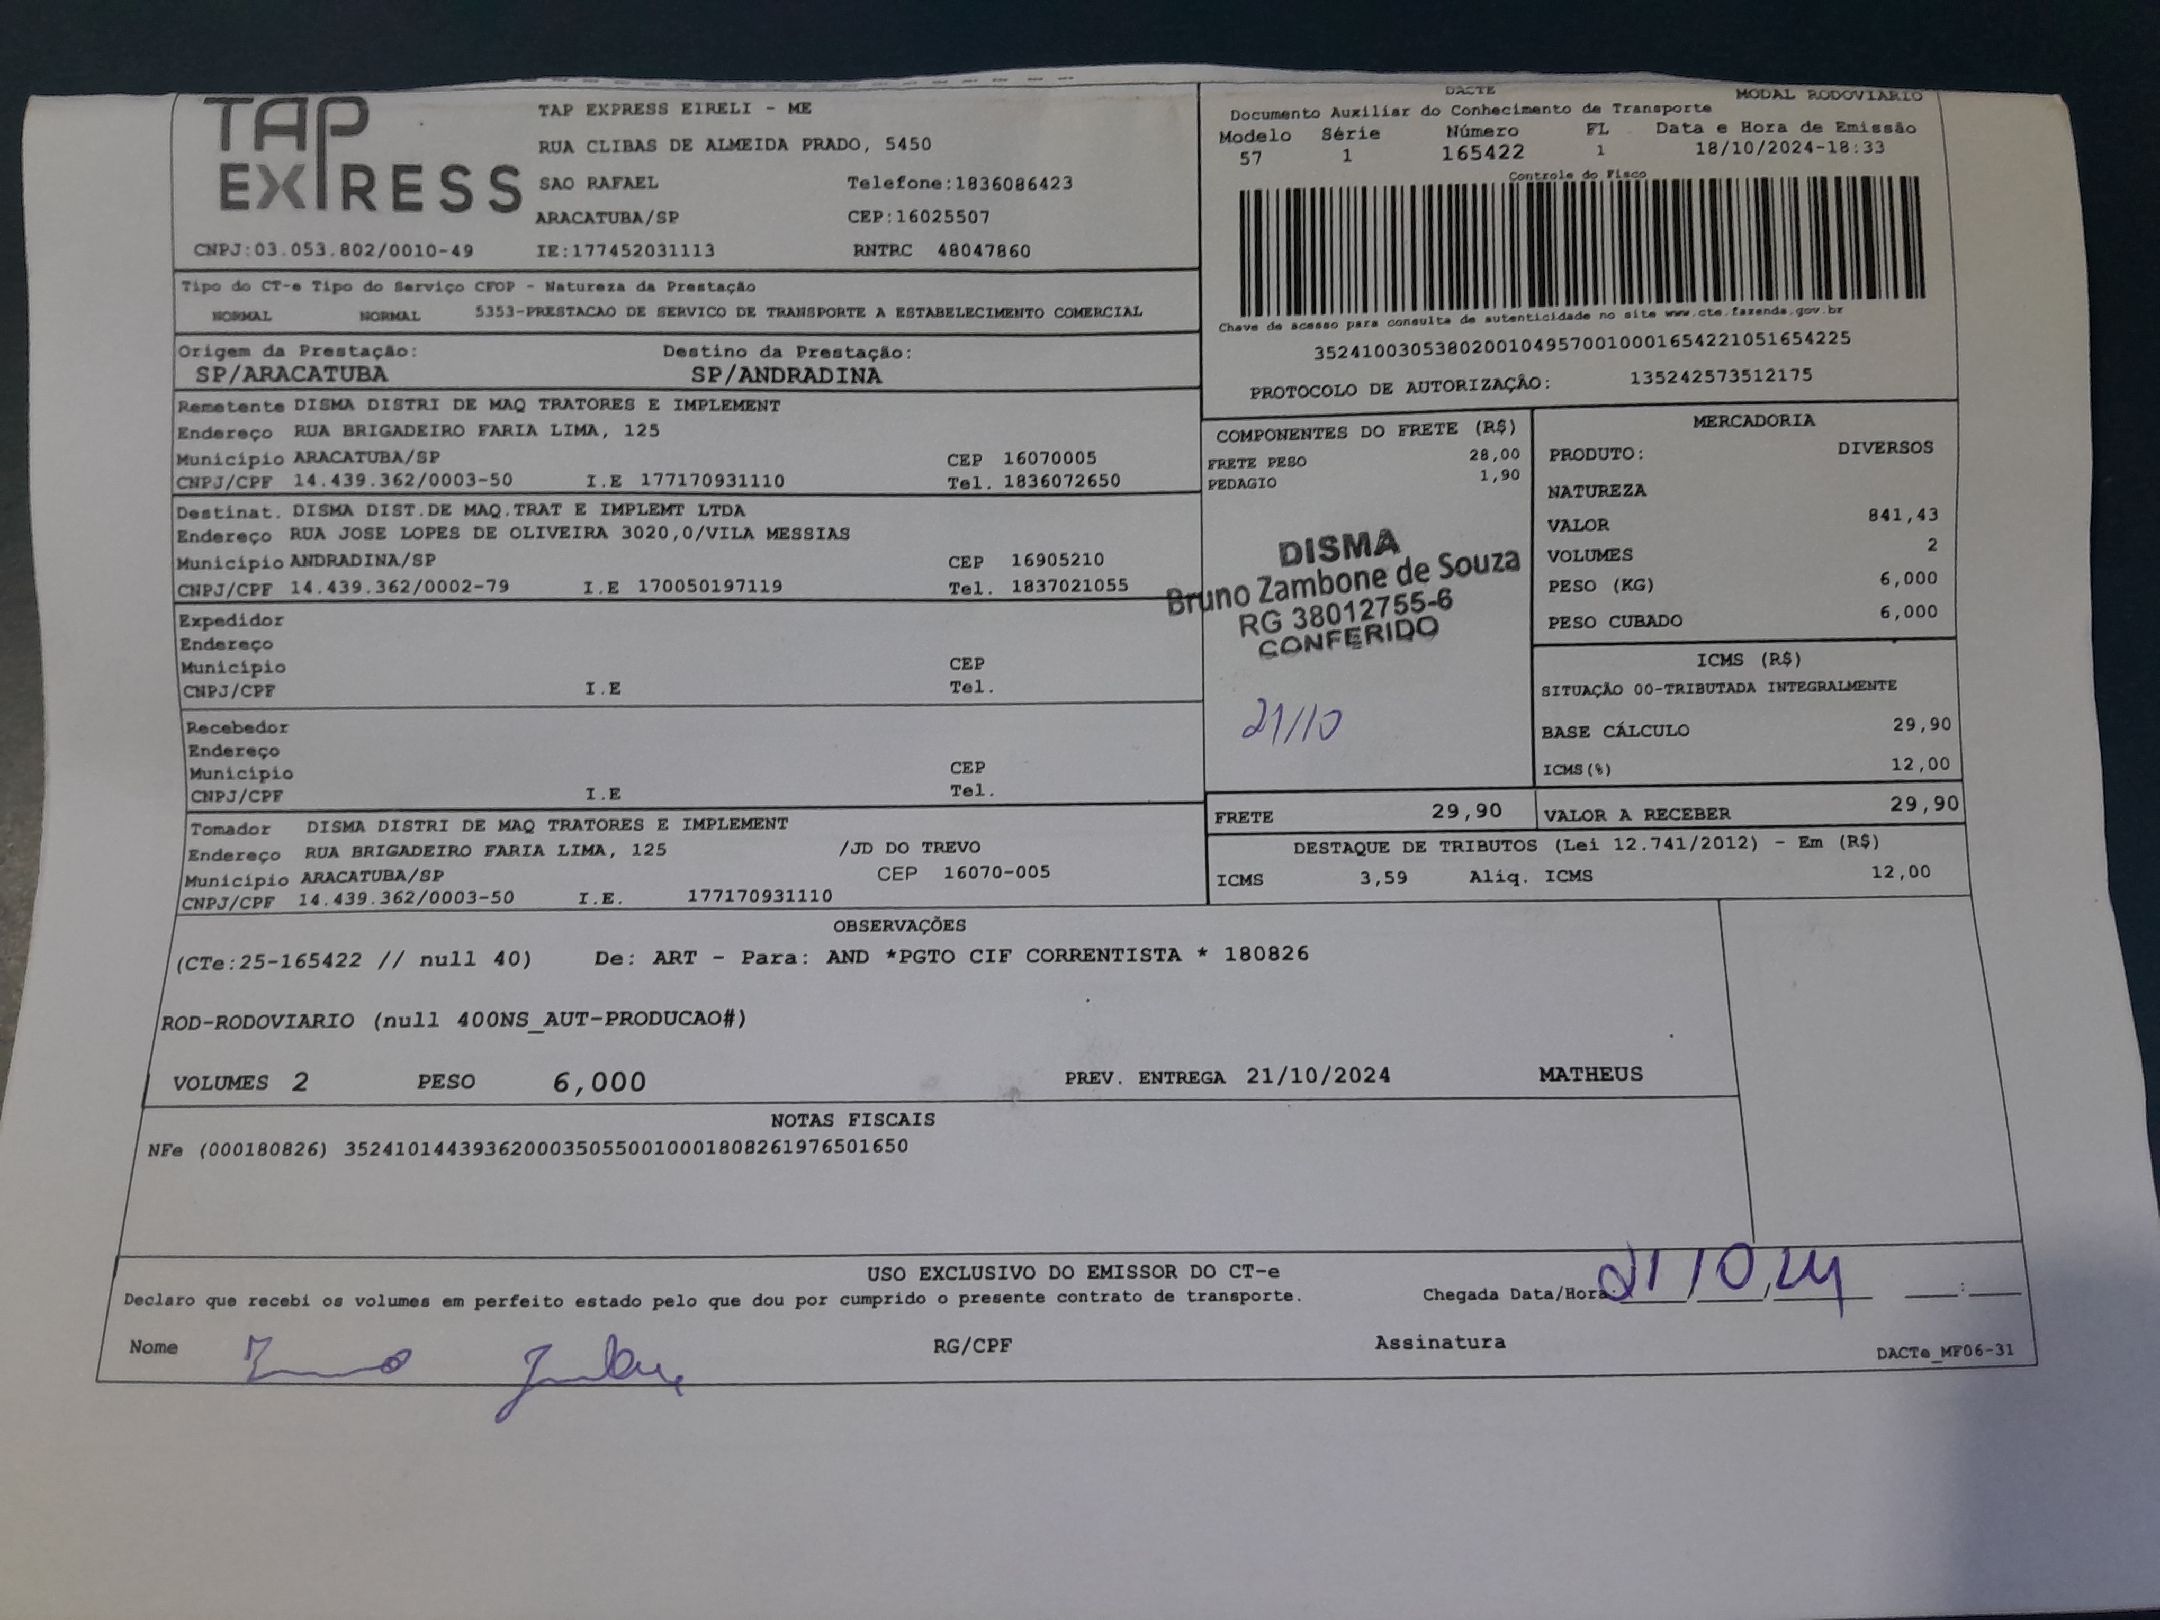 TAP EXPRESS
TAP EXPRESS EIRELI - ME
RUA CLIBAS DE ALMEIDA PRADO, 5450
SAO RAFAEL Telefone:1836086423
ARACATUBA/SP CEP:16025507
CNPJ:03.053.802/0010-49 IE:177452031113 RNTRC 48047860
DACTE MODAL RODOVIARIO
Documento Auxiliar do Conhecimento de Transporte
Modelo Série Número FL Data e Hora de Emissão
57 1 165422 1 18/10/2024-18:33
Controle do Fisco
Chave de acesso para consulta de autenticidade no site www.cte.fazenda.gov.br
35241003053802001049570010001654221051654225
PROTOCOLO DE AUTORIZAÇÃO: 135242573512175
Tipo do CT-e Tipo do Serviço CFOP - Natureza da Prestação
NORMAL NORMAL 5353-PRESTACAO DE SERVICO DE TRANSPORTE A ESTABELECIMENTO COMERCIAL
Origem da Prestação: Destino da Prestação:
SP/ARACATUBA SP/ANDRADINA
Remetente DISMA DISTRI DE MAQ TRATORES E IMPLEMENT
Endereço RUA BRIGADEIRO FARIA LIMA, 125
Município ARACATUBA/SP CEP 16070005
CNPJ/CPF 14.439.362/0003-50 I.E 177170931110 Tel. 1836072650
Destinat. DISMA DIST.DE MAQ.TRAT E IMPLEMT LTDA
Endereço RUA JOSE LOPES DE OLIVEIRA 3020,0/VILA MESSIAS
Município ANDRADINA/SP CEP 16905210
CNPJ/CPF 14.439.362/0002-79 I.E 170050197119 Tel. 1837021055
Expedidor
Endereço
Município CEP
CNPJ/CPF I.E Tel.
Recebedor
Endereço
Município CEP
CNPJ/CPF I.E Tel.
Tomador DISMA DISTRI DE MAQ TRATORES E IMPLEMENT
Endereço RUA BRIGADEIRO FARIA LIMA, 125 /JD DO TREVO
Município ARACATUBA/SP CEP 16070-005
CNPJ/CPF 14.439.362/0003-50 I.E. 177170931110
COMPONENTES DO FRETE (R$)
FRETE PESO 28,00
PEDAGIO 1,90
DISMA
Bruno Zambone de Souza
RG 38012755-6
CONFERIDO
21/10
MERCADORIA
PRODUTO: DIVERSOS
NATUREZA
VALOR 841,43
VOLUMES 2
PESO (KG) 6,000
PESO CUBADO 6,000
ICMS (R$)
SITUAÇÃO 00-TRIBUTADA INTEGRALMENTE
BASE CÁLCULO 29,90
ICMS(%) 12,00
FRETE 29,90 VALOR A RECEBER 29,90
DESTAQUE DE TRIBUTOS (Lei 12.741/2012) - Em (R$)
ICMS 3,59 Aliq. ICMS 12,00
OBSERVAÇÕES
(CTe:25-165422 // null 40) De: ART - Para: AND *PGTO CIF CORRENTISTA * 180826
ROD-RODOVIARIO (null 400NS_AUT-PRODUCAO#)
VOLUMES 2 PESO 6,000 PREV. ENTREGA 21/10/2024 MATHEUS
NOTAS FISCAIS
NFe (000180826) 35241014439362000350550010001808261976501650
USO EXCLUSIVO DO EMISSOR DO CT-e
Declaro que recebi os volumes em perfeito estado pelo que dou por cumprido o presente contrato de transporte. Chegada Data/Hora: 21/10/24 :
Nome RG/CPF Assinatura
DACTe_MF06-31